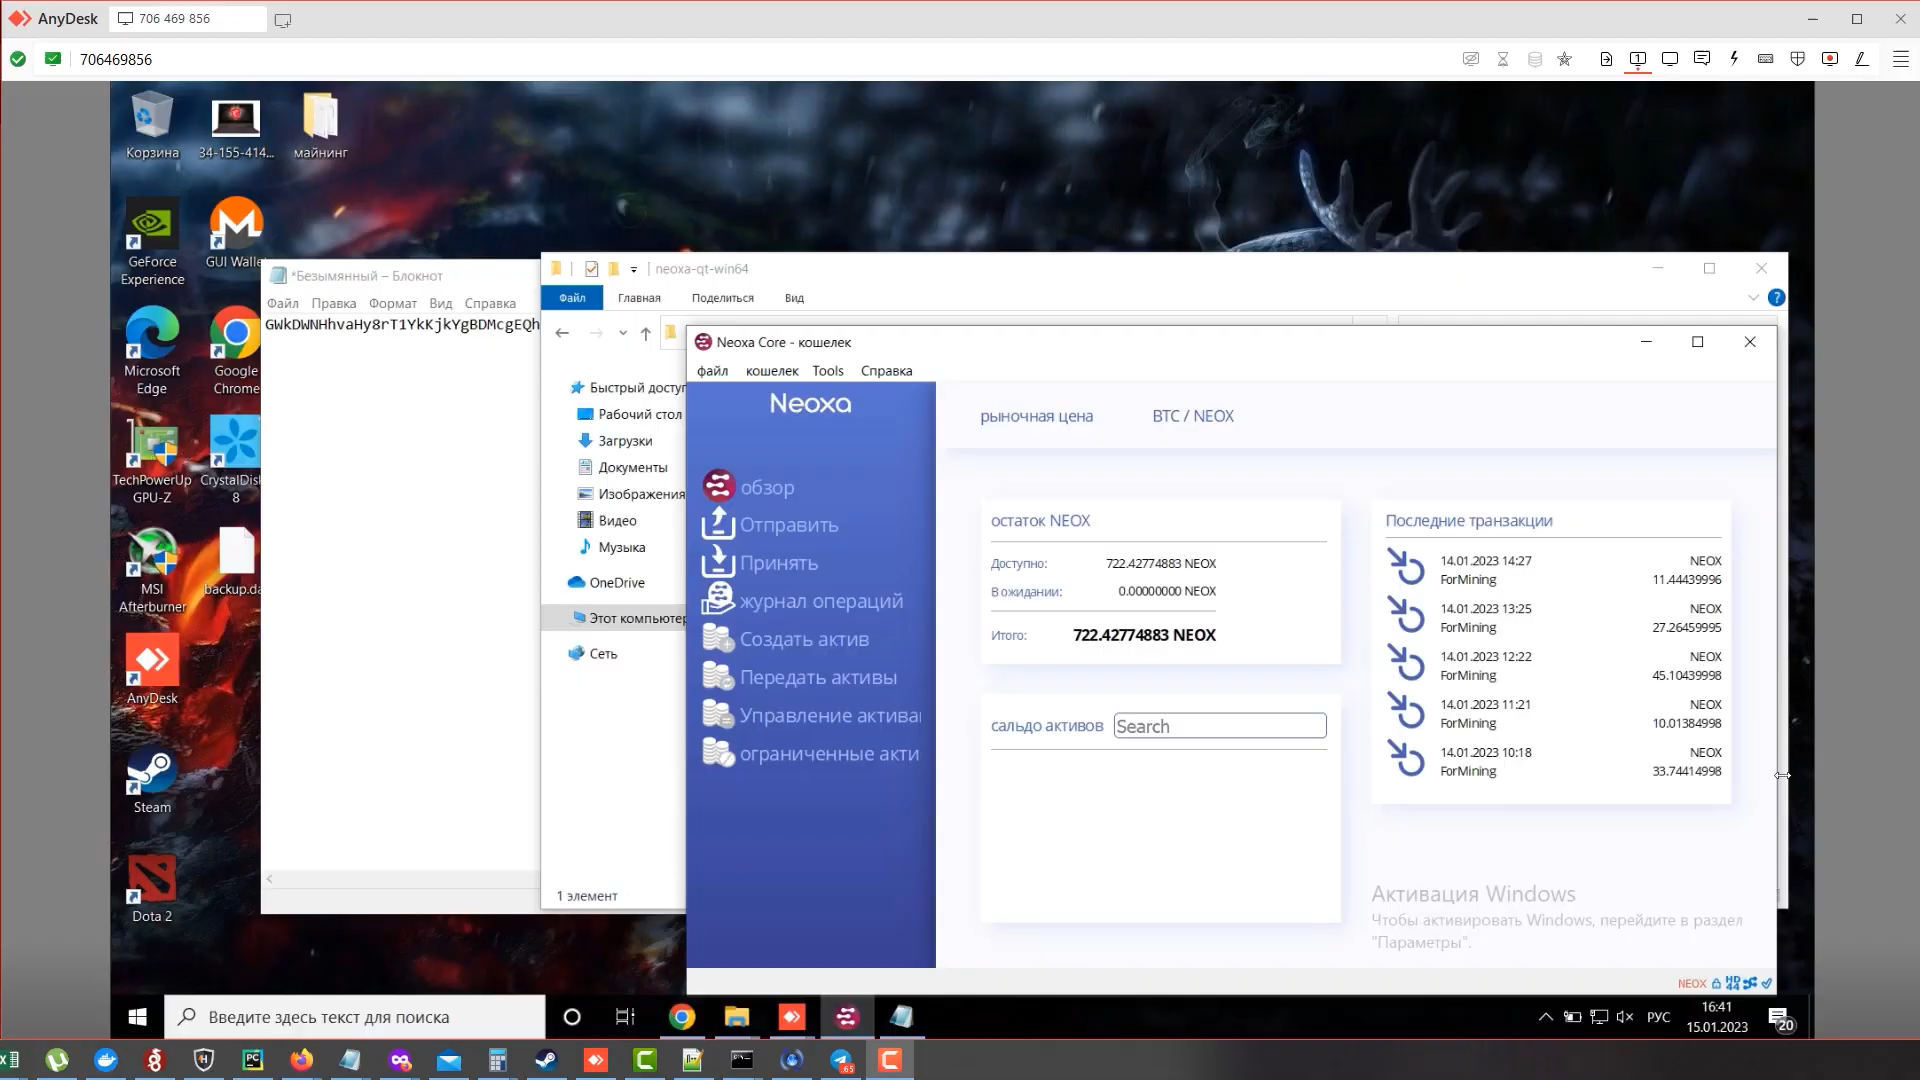 AnyDesk
706 469 856
706469856
Корзина
34-155-414...
майнинг
GeForce
Experience
GUI Walle
Microsoft
Edge
Google
Chrome
TechPowerUp
GPU-Z
CrystalDis
8
MSI
Afterburner
backup.da
AnyDesk
Steam
Dota 2
*Безымянный – Блокнот
Файл Правка Формат Вид Справка
GWkDWNHhvaHy8rT1YkKjkYgBDMcgEQh
neoxa-qt-win64
Файл Главная Поделиться Вид
Быстрый доступ
Рабочий стол
Загрузки
Документы
Изображения
Видео
Музыка
OneDrive
Этот компьютер
Сеть
1 элемент
Neoxa Core - кошелек
файл кошелек Tools Справка
Neoxa
обзор
Отправить
Принять
журнал операций
Создать актив
Передать активы
Управление актива
ограниченные акти
рыночная цена BTC / NEOX
остаток NEOX
Доступно: 722.42774883 NEOX
В ожидании: 0.00000000 NEOX
Итого: 722.42774883 NEOX
сальдо активов Search
Последние транзакции
14.01.2023 14:27 NEOX
ForMining 11.44439996
14.01.2023 13:25 NEOX
ForMining 27.26459995
14.01.2023 12:22 NEOX
ForMining 45.10439998
14.01.2023 11:21 NEOX
ForMining 10.01384998
14.01.2023 10:18 NEOX
ForMining 33.74414998
Активация Windows
Чтобы активировать Windows, перейдите в раздел
"Параметры".
NEOX HD 44
Введите здесь текст для поиска
РУС
16:41
15.01.2023
20
PC
.65